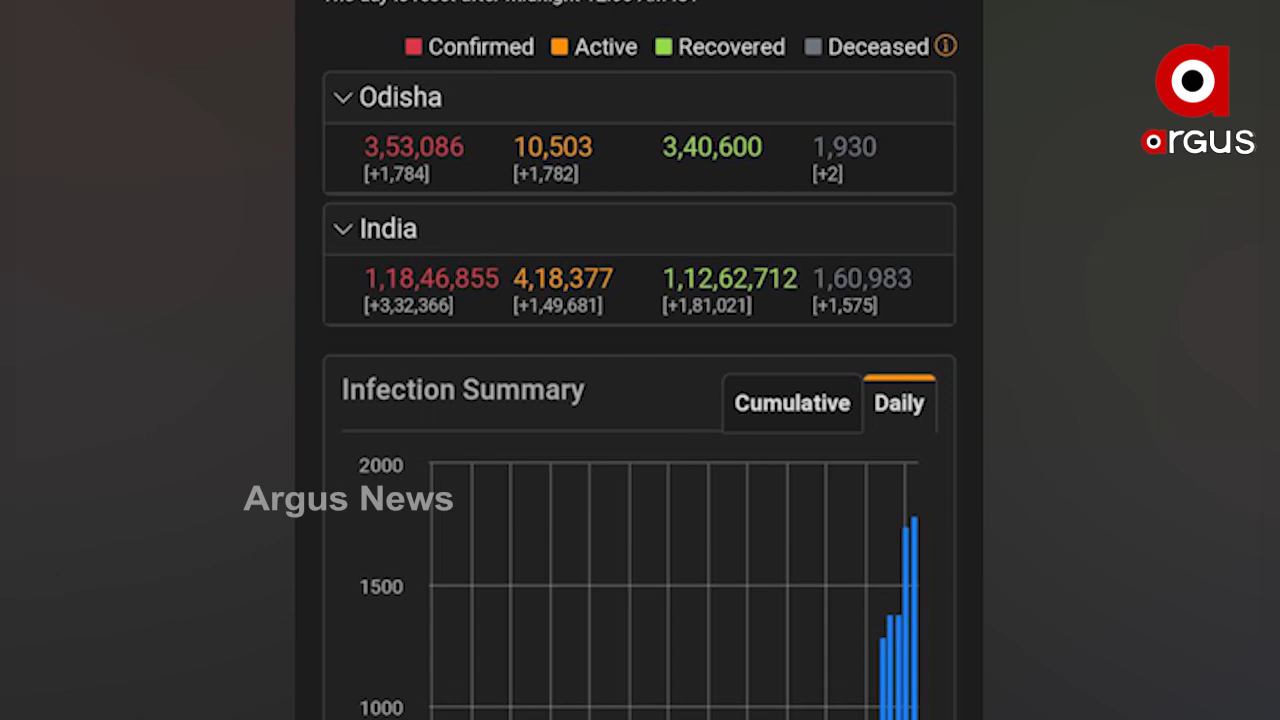 Confirmed Active Recovered Deceased
argus
Odisha
3,53,086 10,503 3,40,600 1,930
[+1,784] [+1,782] [+2]
India
1,18,46,855 4,18,377 1,12,62,712 1,60,983
[+3,32,366] [+1,49,681] [+1,81,021] [+1,575]
Infection Summary Cumulative Daily
2000
Argus News
1500
1000